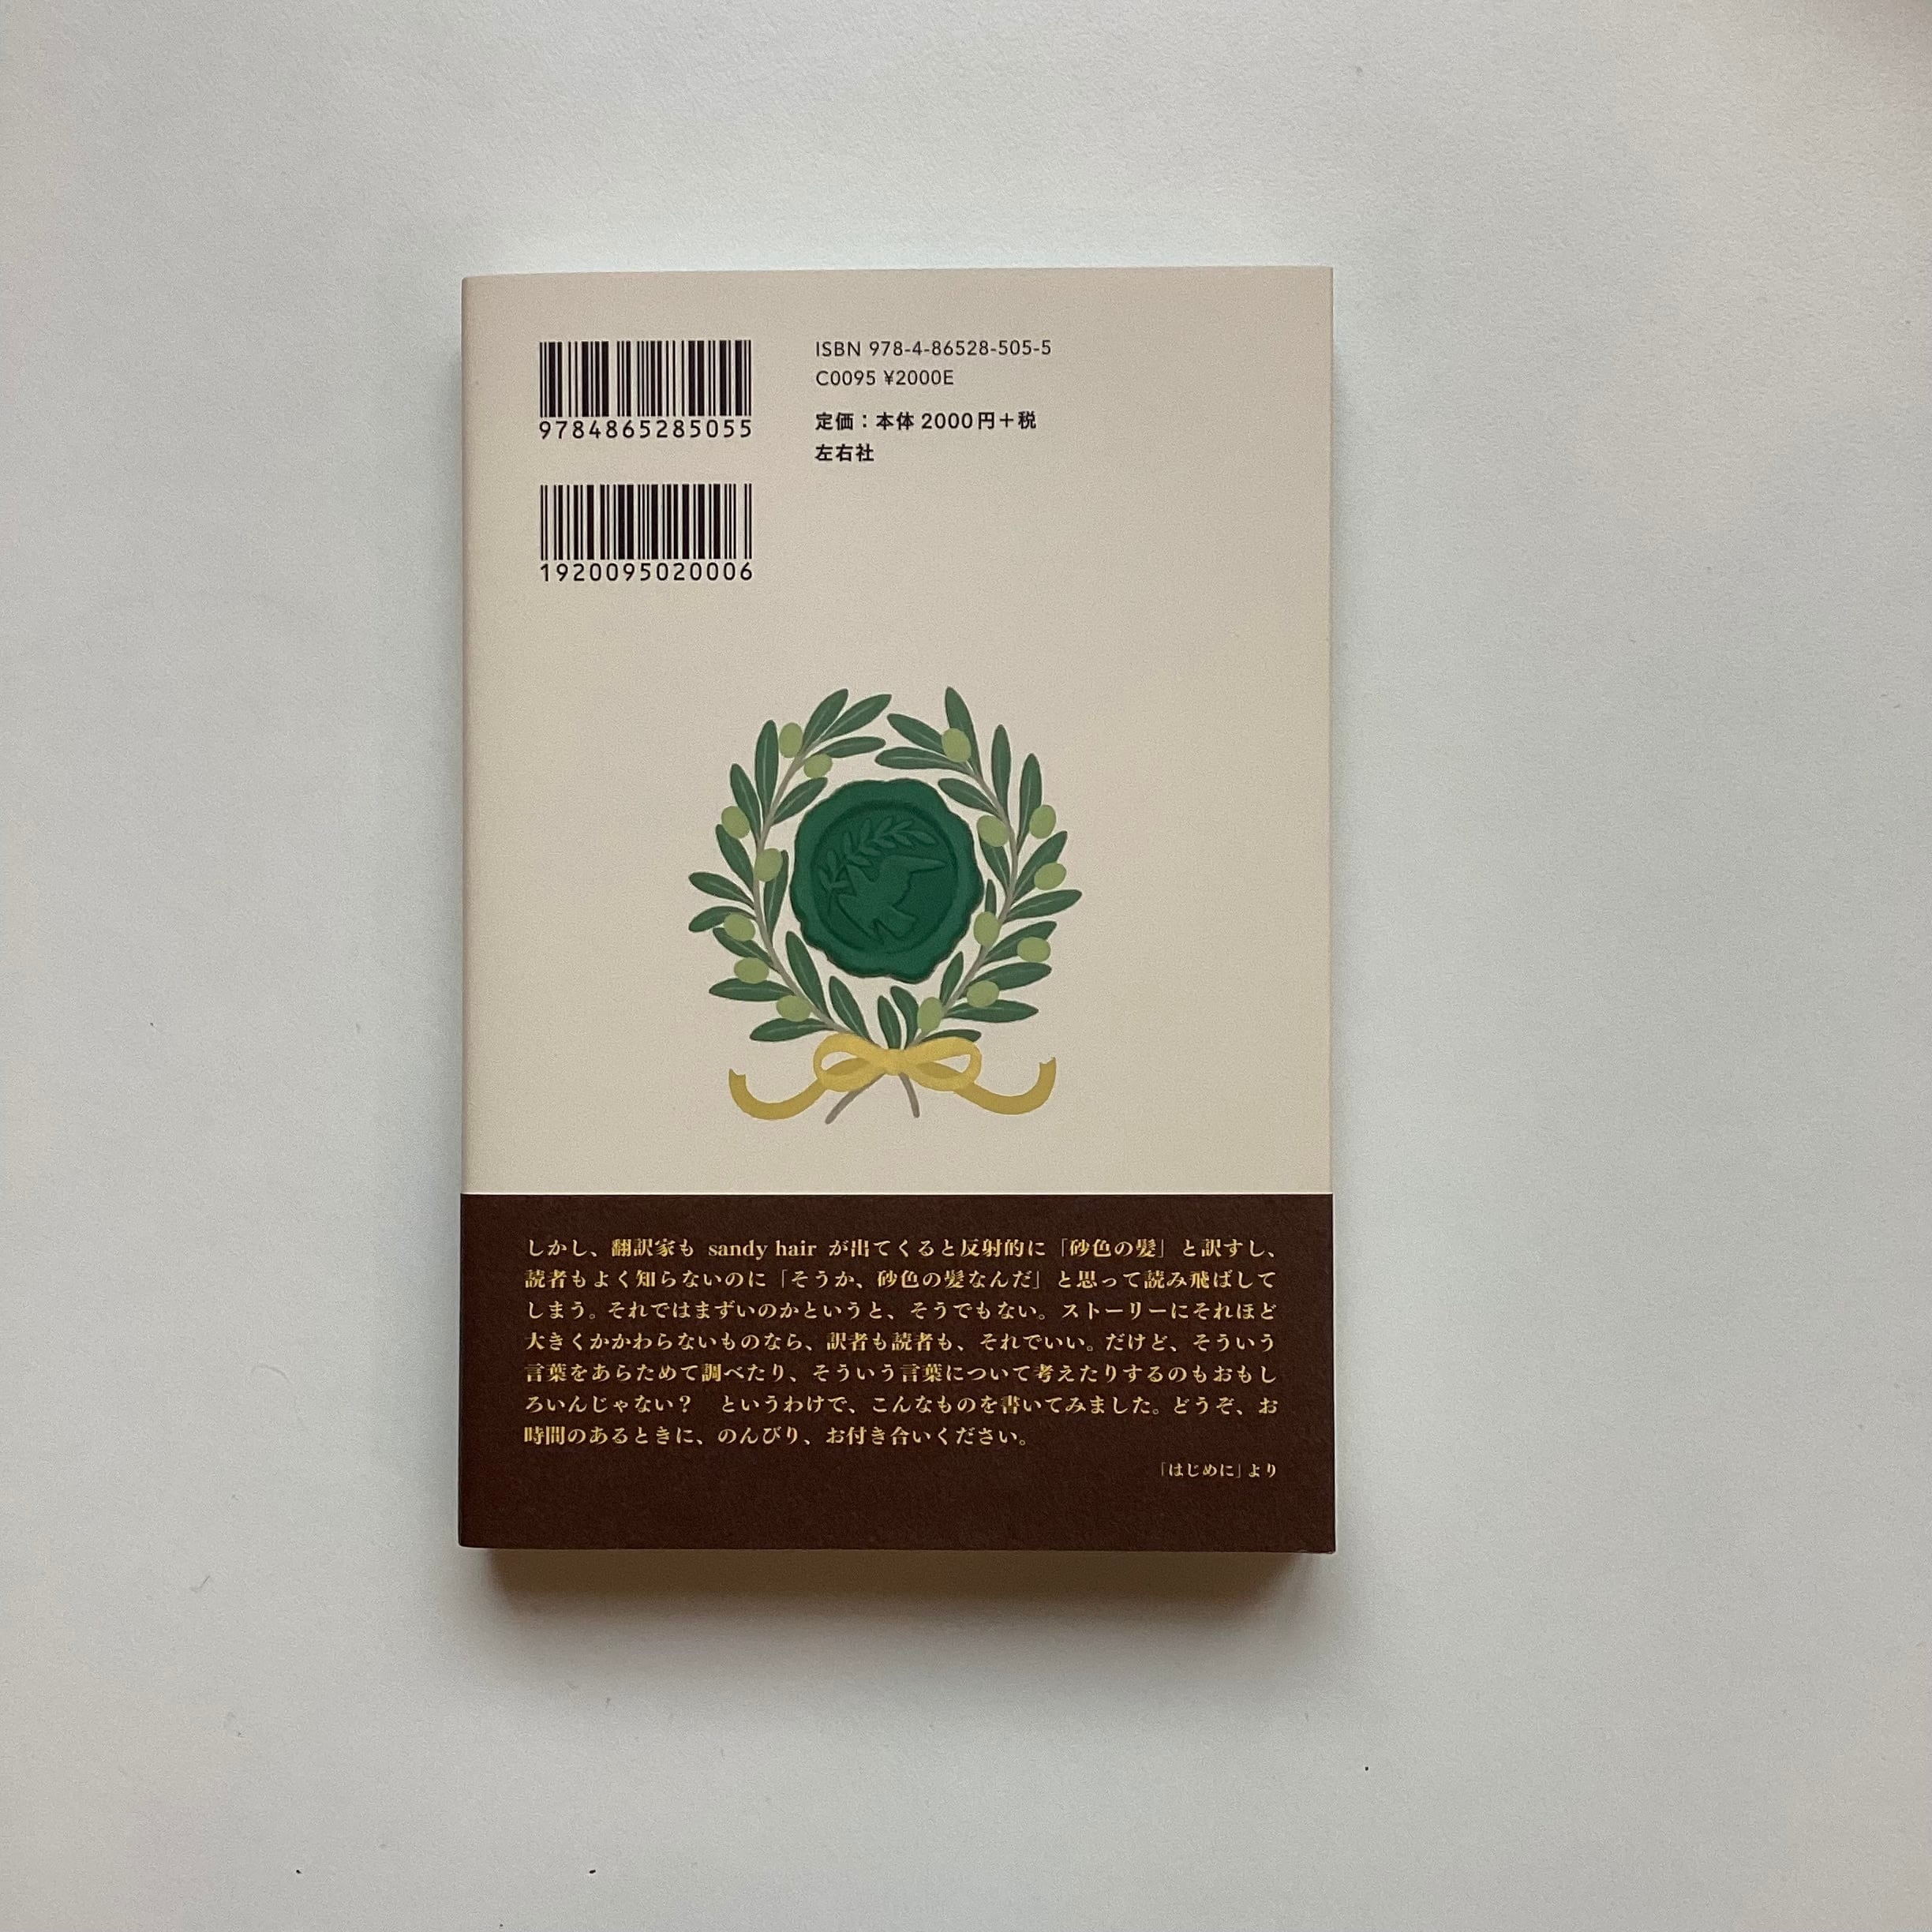 9784865285055
1920095020006
ISBN 978-4-86528-505-5
C0095 ¥2000E
定価：本体2000円＋税
左右社
しかし、翻訳家も sandy hair が出てくると反射的に「砂色の髪」と訳すし、
読者もよく知らないのに「そうか、砂色の髪なんだ」と思って読み飛ばして
しまう。それではまずいのかというと、そうでもない。ストーリーにそれほど
大きくかかわらないものなら、訳者も読者も、それでいい。だけど、そういう
言葉をあらためて調べたり、そういう言葉について考えたりするのもおもし
ろいんじゃない？　というわけで、こんなものを書いてみました。どうぞ、お
時間のあるときに、のんびり、お付き合いください。
「はじめに」より